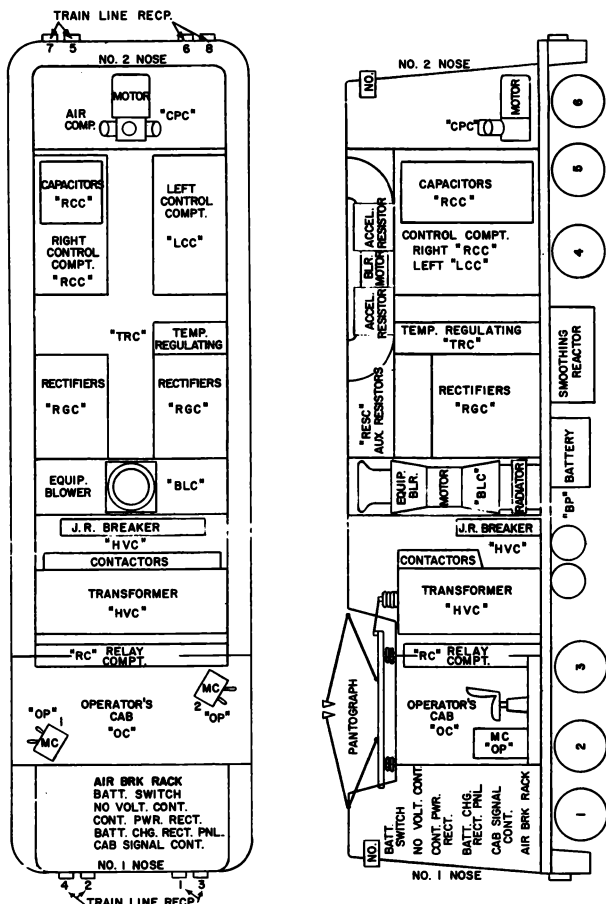 TRAIN LINE RECP.
7 5 6 8
NO. 2 NOSE
MOTOR
AIR COMP.
"CPC"
CAPACITORS
"RCC"
RIGHT
CONTROL
COMPT.
"RCC"
LEFT
CONTROL
COMPT.
"LCC"
"TRC"
TEMP.
REGULATING
RECTIFIERS
"RGC"
RECTIFIERS
"RGC"
EQUIP.
BLOWER
"BLC"
J.R. BREAKER
"HVC"
CONTACTORS
TRANSFORMER
"HVC"
"RC" RELAY
COMPT.
"OP" 1
MC
OPERATOR'S
CAB
"OC"
MC
2 "OP"
AIR BRK RACK
BATT. SWITCH
NO VOLT. CONT.
CONT. PWR. RECT.
BATT. CHG. RECT. PNL.
CAB SIGNAL CONT.
NO. 1 NOSE
4 2 1 3
TRAIN LINE RECP.
NO.
NO. 2 NOSE
"CPC"
MOTOR
6
5
4
CAPACITORS
"RCC"
ACCEL.
RESISTOR
BLR.
MOTOR
ACCEL.
RESISTOR
CONTROL COMPT.
RIGHT "RCC"
LEFT "LCC"
TEMP. REGULATING
"TRC"
SMOOTHING
REACTOR
"RESC"
AUX. RESISTORS
RECTIFIERS
"RGC"
EQUIP.
BLR.
MOTOR
"BLC"
RADIATOR
BATTERY
"BP"
J.R. BREAKER
"HVC"
CONTACTORS
TRANSFORMER
"HVC"
"RC" RELAY
COMPT.
PANTOGRAPH
OPERATOR'S
CAB
"OC"
MC
"OP"
3
2
1
BATT.
SWITCH
NO VOLT. CONT.
CONT. PWR.
RECT.
BATT. CHG.
RECT. PNL.
CAB SIGNAL
CONT.
AIR BRK RACK
NO.
NO. 1 NOSE